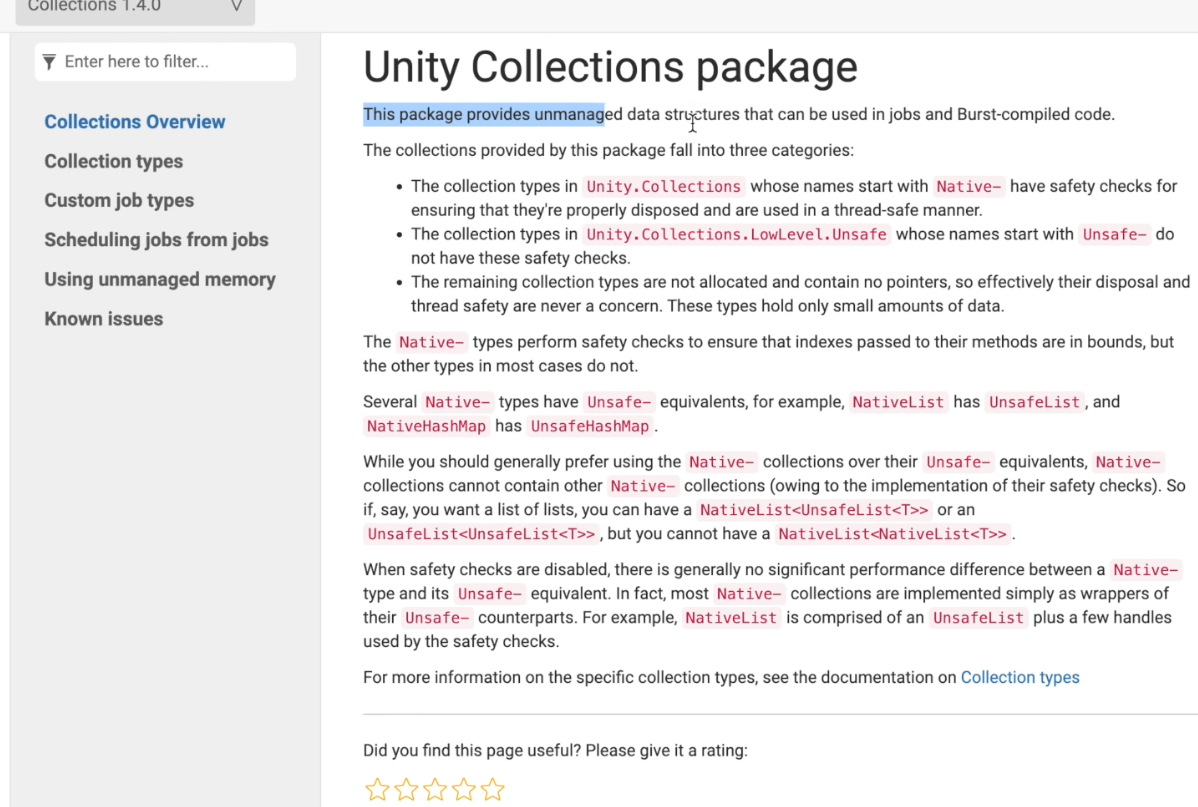 Collections 1.4.0
Enter here to filter...
Collections Overview
Collection types
Custom job types
Scheduling jobs from jobs
Using unmanaged memory
Known issues
Unity Collections package
This package provides unmanaged data structures that can be used in jobs and Burst-compiled code.
The collections provided by this package fall into three categories:
• The collection types in Unity.Collections whose names start with Native- have safety checks for
ensuring that they're properly disposed and are used in a thread-safe manner.
• The collection types in Unity.Collections.LowLevel.Unsafe whose names start with Unsafe- do
not have these safety checks.
• The remaining collection types are not allocated and contain no pointers, so effectively their disposal and
thread safety are never a concern. These types hold only small amounts of data.
The Native- types perform safety checks to ensure that indexes passed to their methods are in bounds, but
the other types in most cases do not.
Several Native- types have Unsafe- equivalents, for example, NativeList has UnsafeList, and
NativeHashMap has UnsafeHashMap.
While you should generally prefer using the Native- collections over their Unsafe- equivalents, Native-
collections cannot contain other Native- collections (owing to the implementation of their safety checks). So
if, say, you want a list of lists, you can have a NativeList<UnsafeList<T>> or an
UnsafeList<UnsafeList<T>>, but you cannot have a NativeList<NativeList<T>>.
When safety checks are disabled, there is generally no significant performance difference between a Native-
type and its Unsafe- equivalent. In fact, most Native- collections are implemented simply as wrappers of
their Unsafe- counterparts. For example, NativeList is comprised of an UnsafeList plus a few handles
used by the safety checks.
For more information on the specific collection types, see the documentation on Collection types
Did you find this page useful? Please give it a rating: